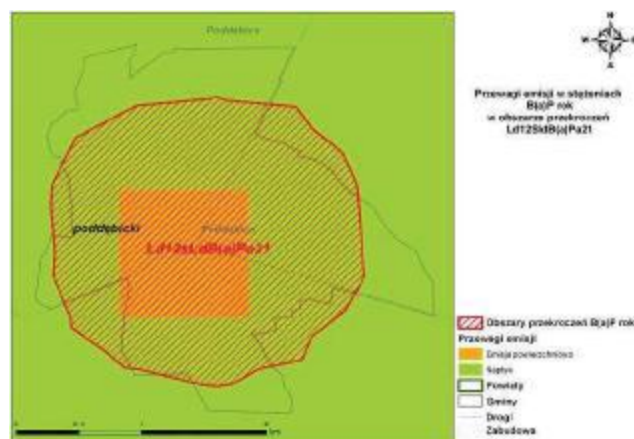 Poddębice
N
W
Przewagi emisji w stężeniach
B(a)P rok
w obszarze przekroczeń
Ld12SldB(a)Pa21
poddębicki
Ld12sLdB(a)Pa21
Obszary przekroczeń B(a)P rok
Przewagi emisji
Emisja powierzchniowa
Napływ
Powiaty
Gminy
Drogi
Zabudowa